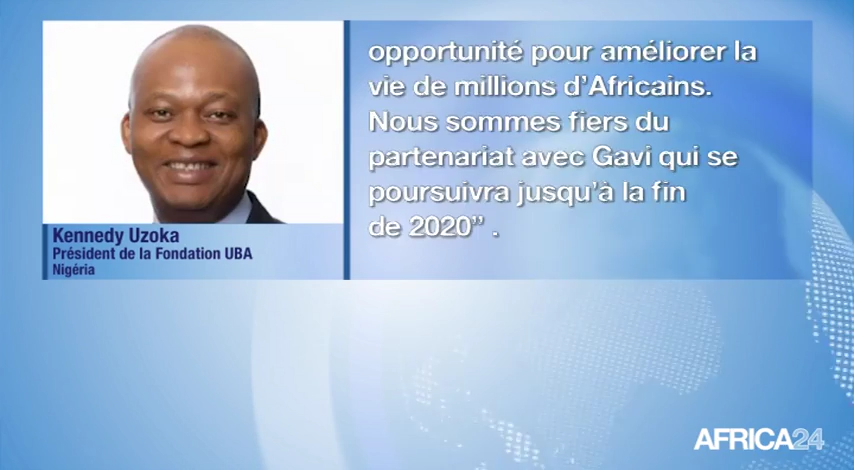 opportunité pour améliorer la
vie de millions d'Africains.
Nous sommes fiers du
partenariat avec Gavi qui se
poursuivra jusqu'à la fin
de 2020” .
Kennedy Uzoka
Président de la Fondation UBA
Nigéria
AFRICA24